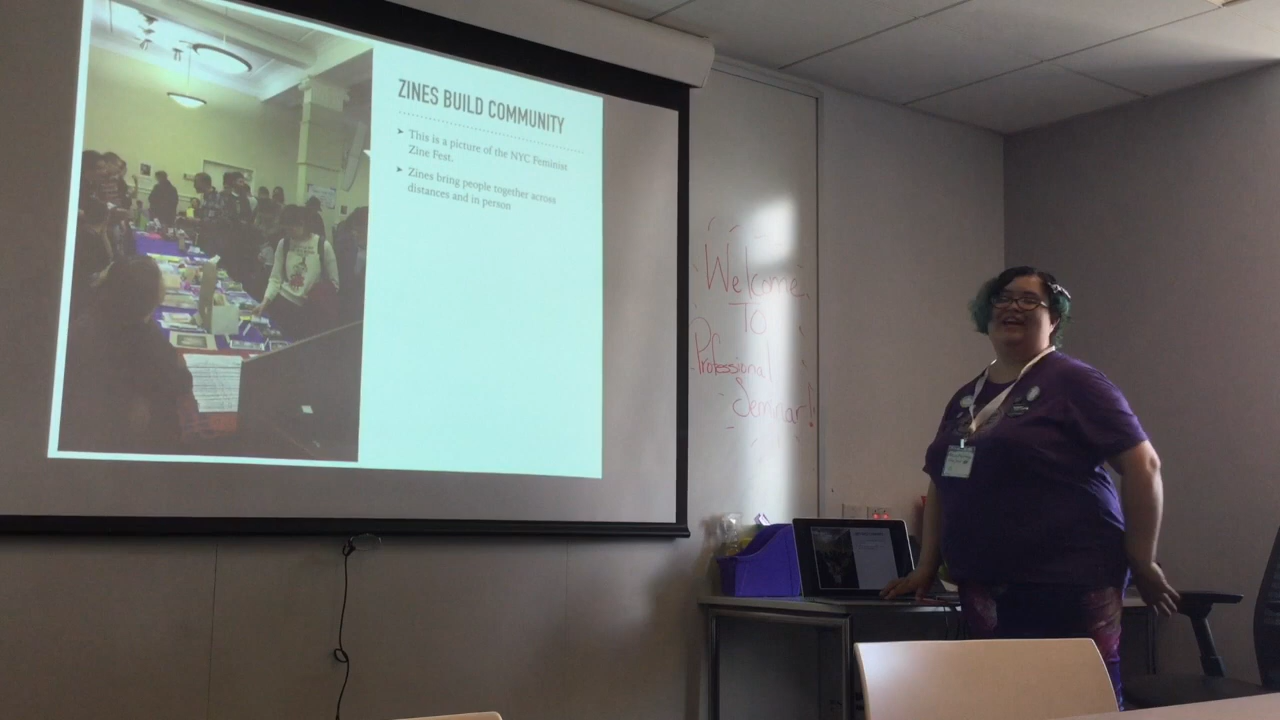 ZINES BUILD COMMUNITY
➤ This is a picture of the NYC Feminist
Zine Fest.
➤ Zines bring people together across
distances and in person
Welcome
To
Professional
Seminar!